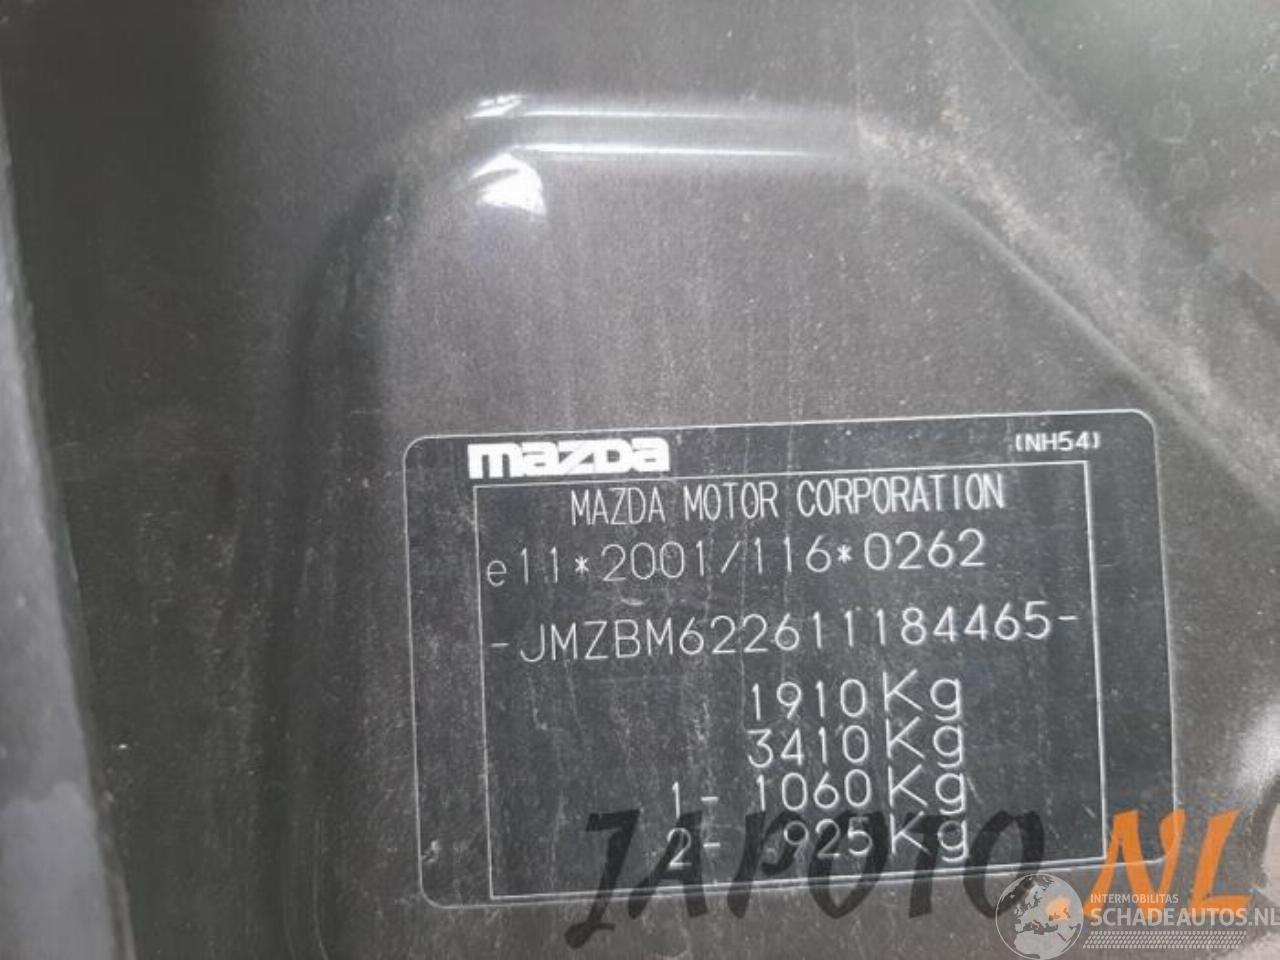 mazda (NH54)
MAZDA MOTOR CORPORATION
e11*2001/116*0262
-JMZBM622611184465-
1910Kg
3410Kg
1- 1060Kg
2- 925Kg
JAPOTO.NL
INTERMOBILITAS
SCHADEAUTOS.NL